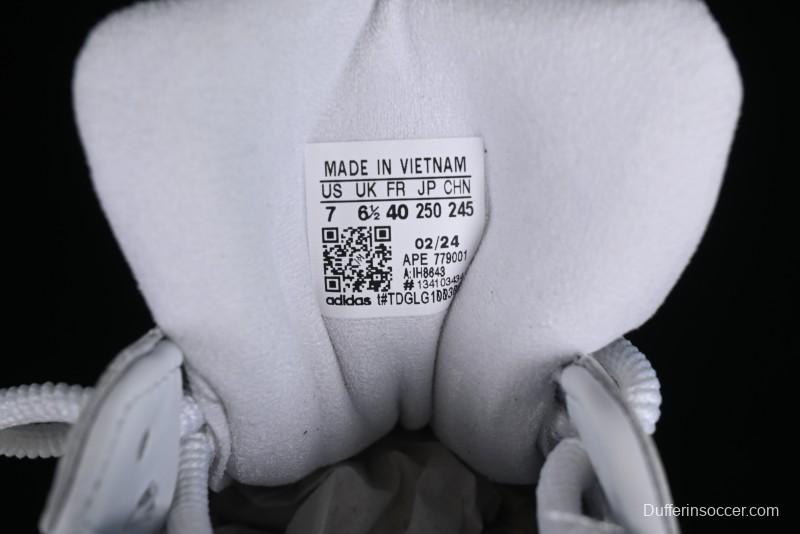 MADE IN VIETNAM
US UK FR JP CHN
7 6½ 40 250 245
02/24
APE 779001
A:IH8643
adidas
Dufferinsoccer.com